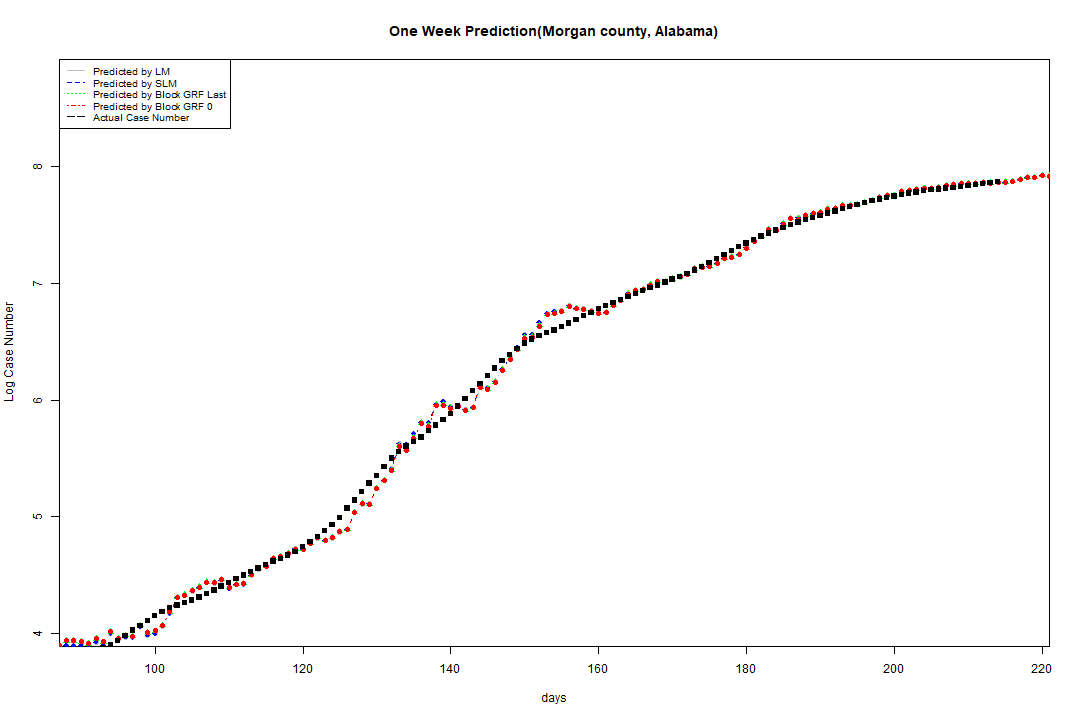 One Week Prediction(Morgan county, Alabama)
Predicted by LM
Predicted by SLM
Predicted by Block GRF Last
Predicted by Block GRF 0
Actual Case Number
8
7
6
5
4
Log Case Number
100 120 140 160 180 200 220
days